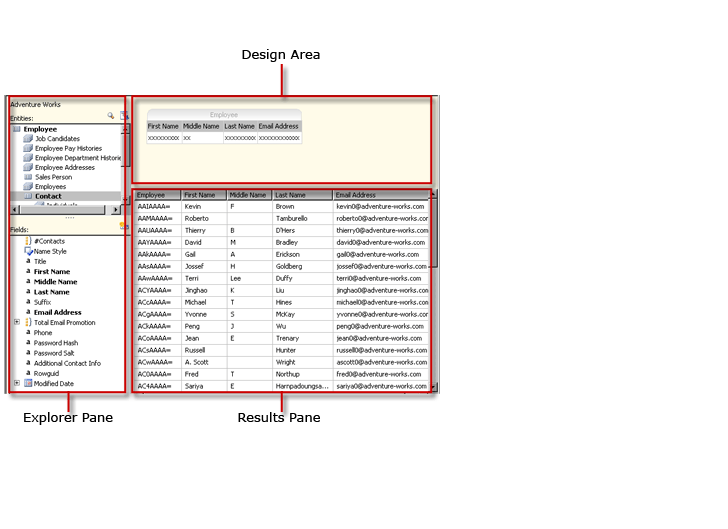 Design Area
Adventure Works
Entities:
Employee
Job Candidates
Employee Pay Histories
Employee Department Histories
Employee Addresses
Sales Person
Employees
Contact
Fields:
#Contacts
Name Style
Title
First Name
Middle Name
Last Name
Suffix
Email Address
Total Email Promotion
Phone
Password Hash
Password Salt
Additional Contact Info
Rowguid
Modified Date
Employee
First Name Middle Name Last Name Email Address
xxxxxxxxx xx xxxxxxxxx xxxxxxxxxxxx
Employee First Name Middle Name Last Name Email Address
AAIAAAA= Kevin F Brown kevin0@adventure-works.com
AAMAAAA= Roberto Tamburello roberto0@adventure-works.com
AAUAAAA= Thierry B D'Hers thierry0@adventure-works.com
AAYAAAA= David M Bradley david0@adventure-works.com
AAkAAAA= Gail A Erickson gail0@adventure-works.com
AAsAAAA= Jossef H Goldberg jossef0@adventure-works.com
AAwAAAA= Terri Lee Duffy terri0@adventure-works.com
ACYAAAA= Jinghao K Liu jinghao0@adventure-works.com
ACcAAAA= Michael T Hines michael0@adventure-works.com
ACgAAAA= Yvonne S McKay yvonne0@adventure-works.com
ACkAAAA= Peng J Wu peng0@adventure-works.com
ACoAAAA= Jean E Trenary jean0@adventure-works.com
ACsAAAA= Russell Hunter russell0@adventure-works.com
ACwAAAA= A. Scott Wright ascott0@adventure-works.com
AC0AAAA= Fred T Northup fred0@adventure-works.com
AC4AAAA= Sariya E Harnpadoungsa... sariya0@adventure-works.com
Explorer Pane
Results Pane